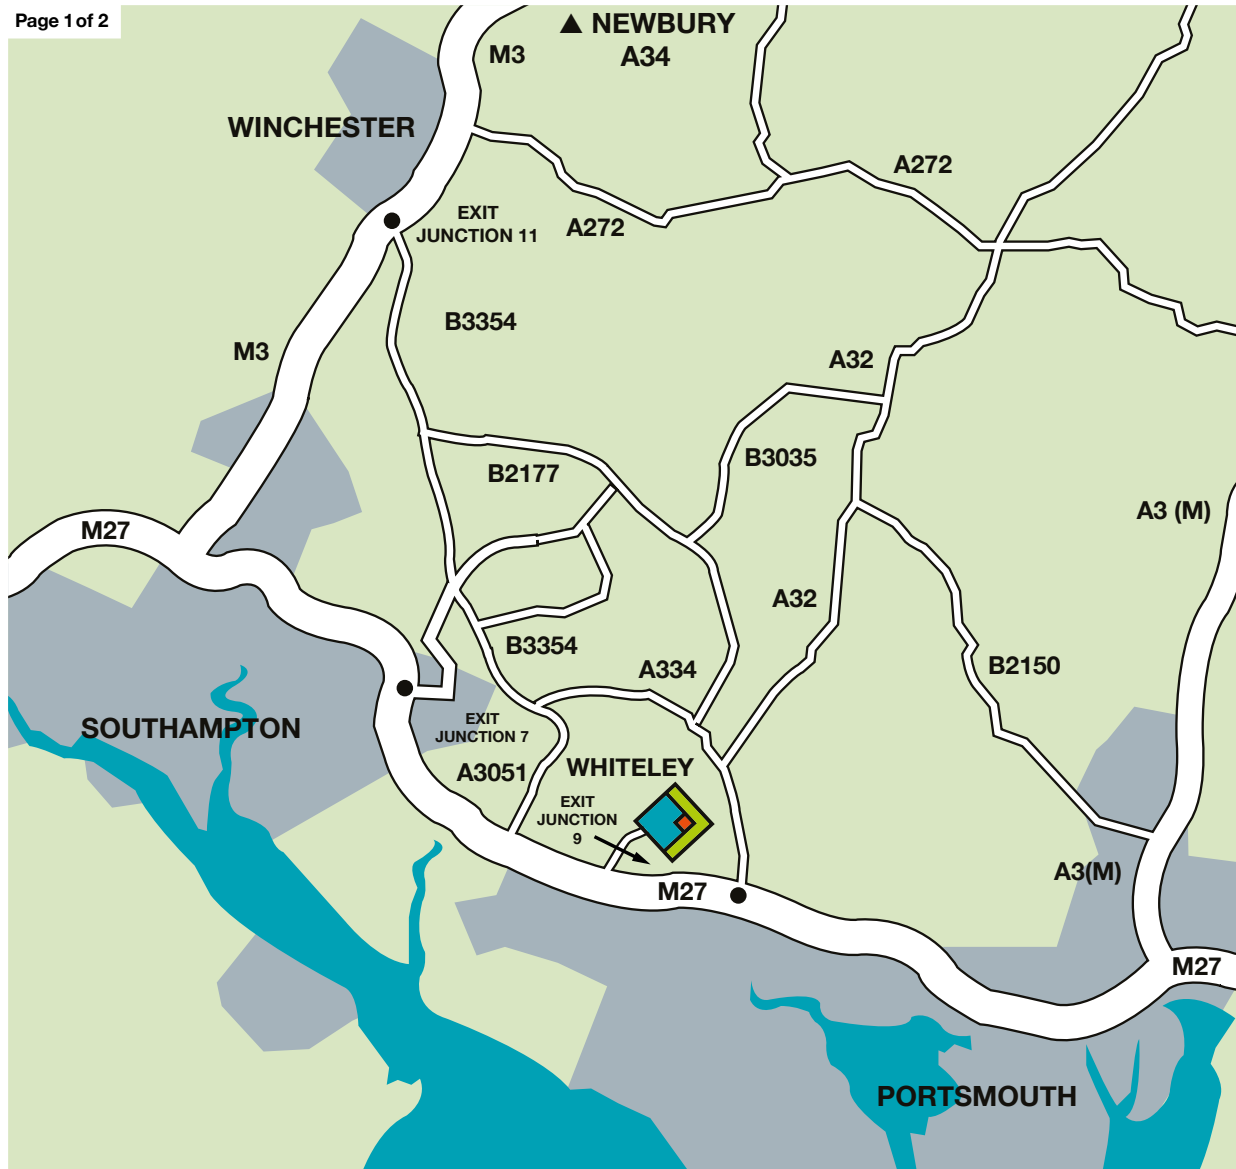 Page 1 of 2
▲ NEWBURY
A34
M3
WINCHESTER
A272
EXIT
JUNCTION 11
A272
B3354
M3
A32
B3035
B2177
A3 (M)
M27
A32
B3354
B2150
A334
SOUTHAMPTON
EXIT
JUNCTION 7
WHITELEY
A3051
EXIT
JUNCTION
9
A3(M)
M27
M27
PORTSMOUTH